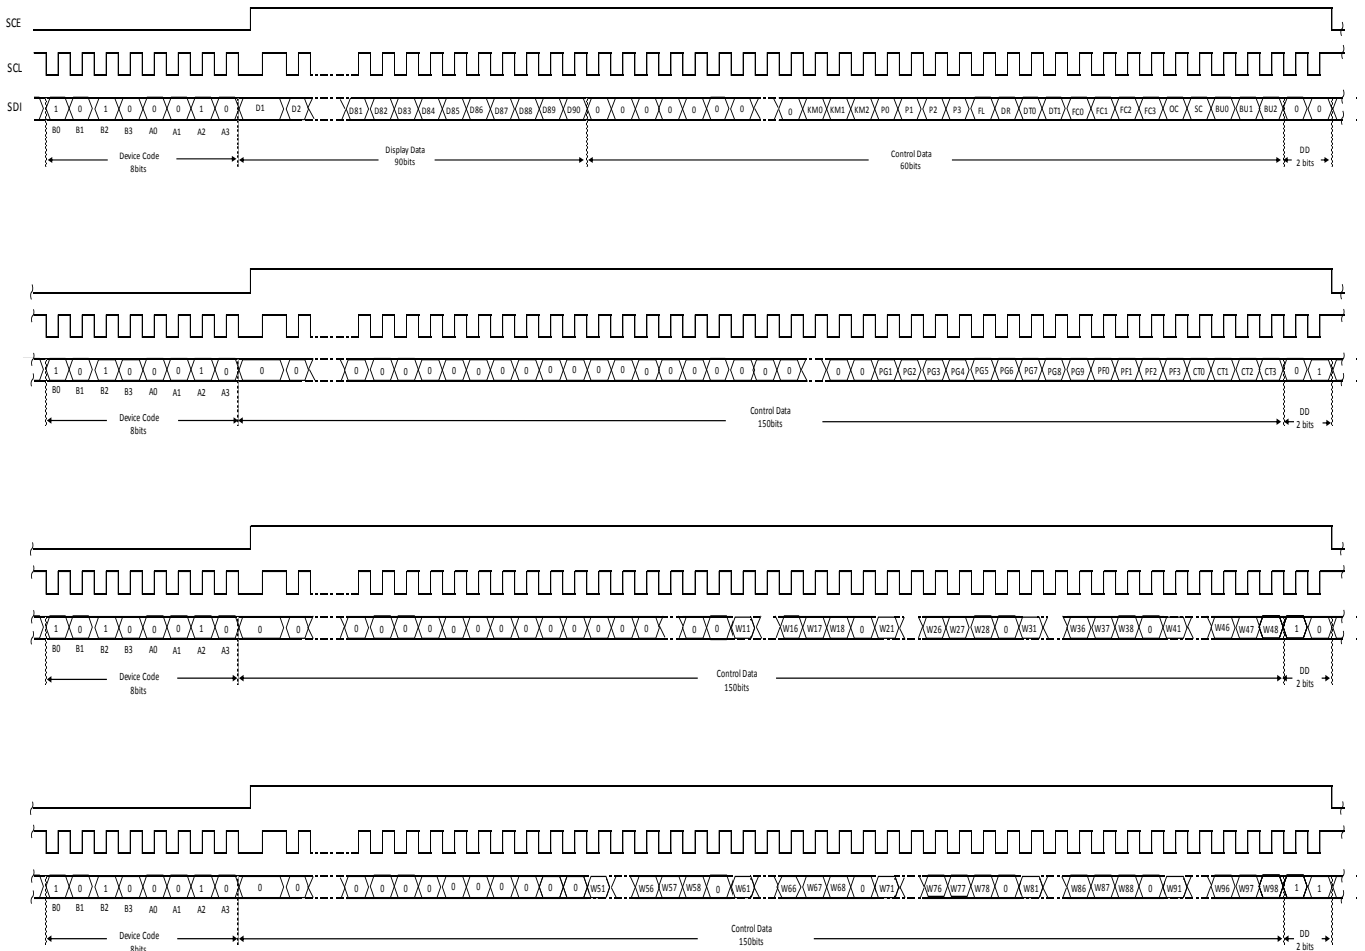 SCE
SCL
SDI 1 0 1 0 0 0 1 0 D1 D2 D81 D82 D83 D84 D85 D86 D87 D88 D89 D90 0 0 0 0 0 0 0 0 KM0 KM1 KM2 P0 P1 P2 P3 FL DR DT0 DT1 FC0 FC1 FC2 FC3 OC SC BU0 BU1 BU2 0 0
B0 B1 B2 B3 A0 A1 A2 A3
Device Code Display Data Control Data DD
8bits 90bits 60bits 2 bits
1 0 1 0 0 0 1 0 0 0 0 0 0 0 0 0 0 0 0 0 0 0 0 0 0 0 0 0 0 0 0 PG1 PG2 PG3 PG4 PG5 PG6 PG7 PG8 PG9 PF0 PF1 PF2 PF3 CT0 CT1 CT2 CT3 0 1
B0 B1 B2 B3 A0 A1 A2 A3
Device Code Control Data DD
8bits 150bits 2 bits
1 0 1 0 0 0 1 0 0 0 0 0 0 0 0 0 0 0 0 0 0 0 0 0 0 0 W11 W16 W17 W18 0 W21 W26 W27 W28 0 W31 W36 W37 W38 0 W41 W46 W47 W48 1 0
B0 B1 B2 B3 A0 A1 A2 A3
Device Code Control Data DD
8bits 150bits 2 bits
1 0 1 0 0 0 1 0 0 0 0 0 0 0 0 0 0 0 0 0 W51 W56 W57 W58 0 W61 W66 W67 W68 0 W71 W76 W77 W78 0 W81 W86 W87 W88 0 W91 W96 W97 W98 1 1
B0 B1 B2 B3 A0 A1 A2 A3
Device Code Control Data DD
8bits 150bits 2 bits